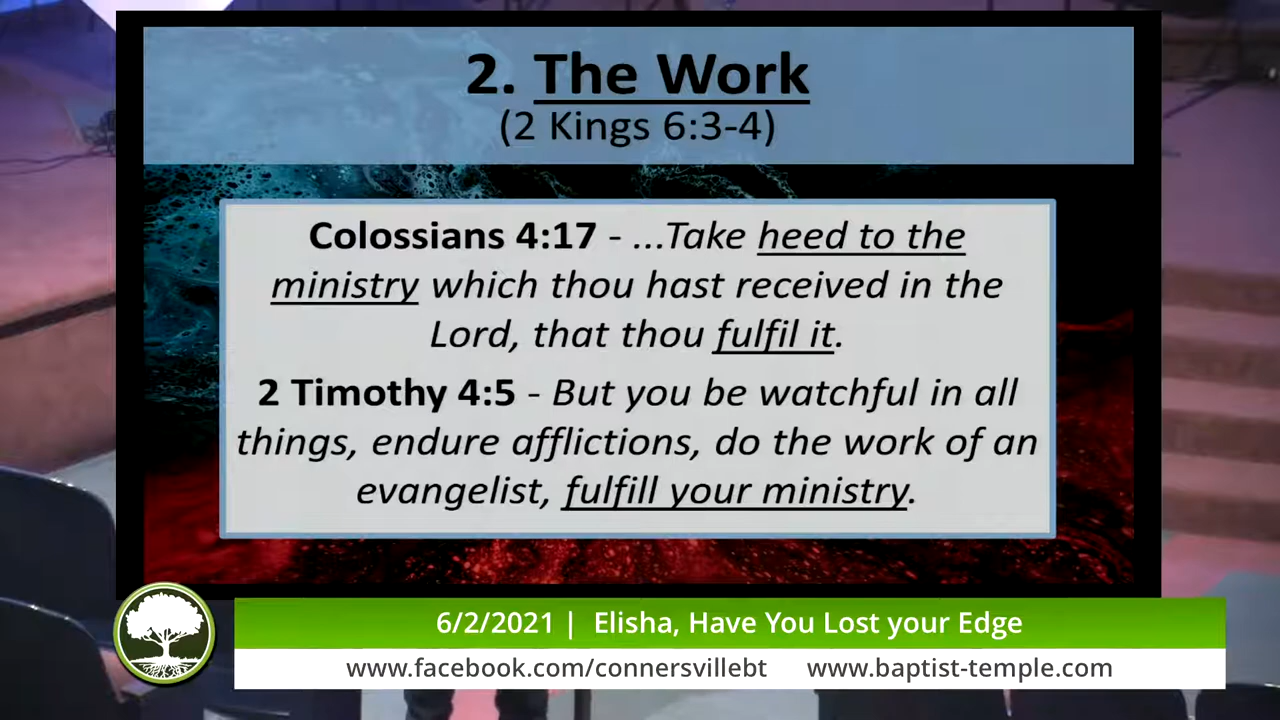 2. The Work
(2 Kings 6:3-4)
Colossians 4:17 - ...Take heed to the
ministry which thou hast received in the
Lord, that thou fulfil it.
2 Timothy 4:5 - But you be watchful in all
things, endure afflictions, do the work of an
evangelist, fulfill your ministry.
6/2/2021 | Elisha, Have You Lost your Edge
www.facebook.com/connersvillebt www.baptist-temple.com